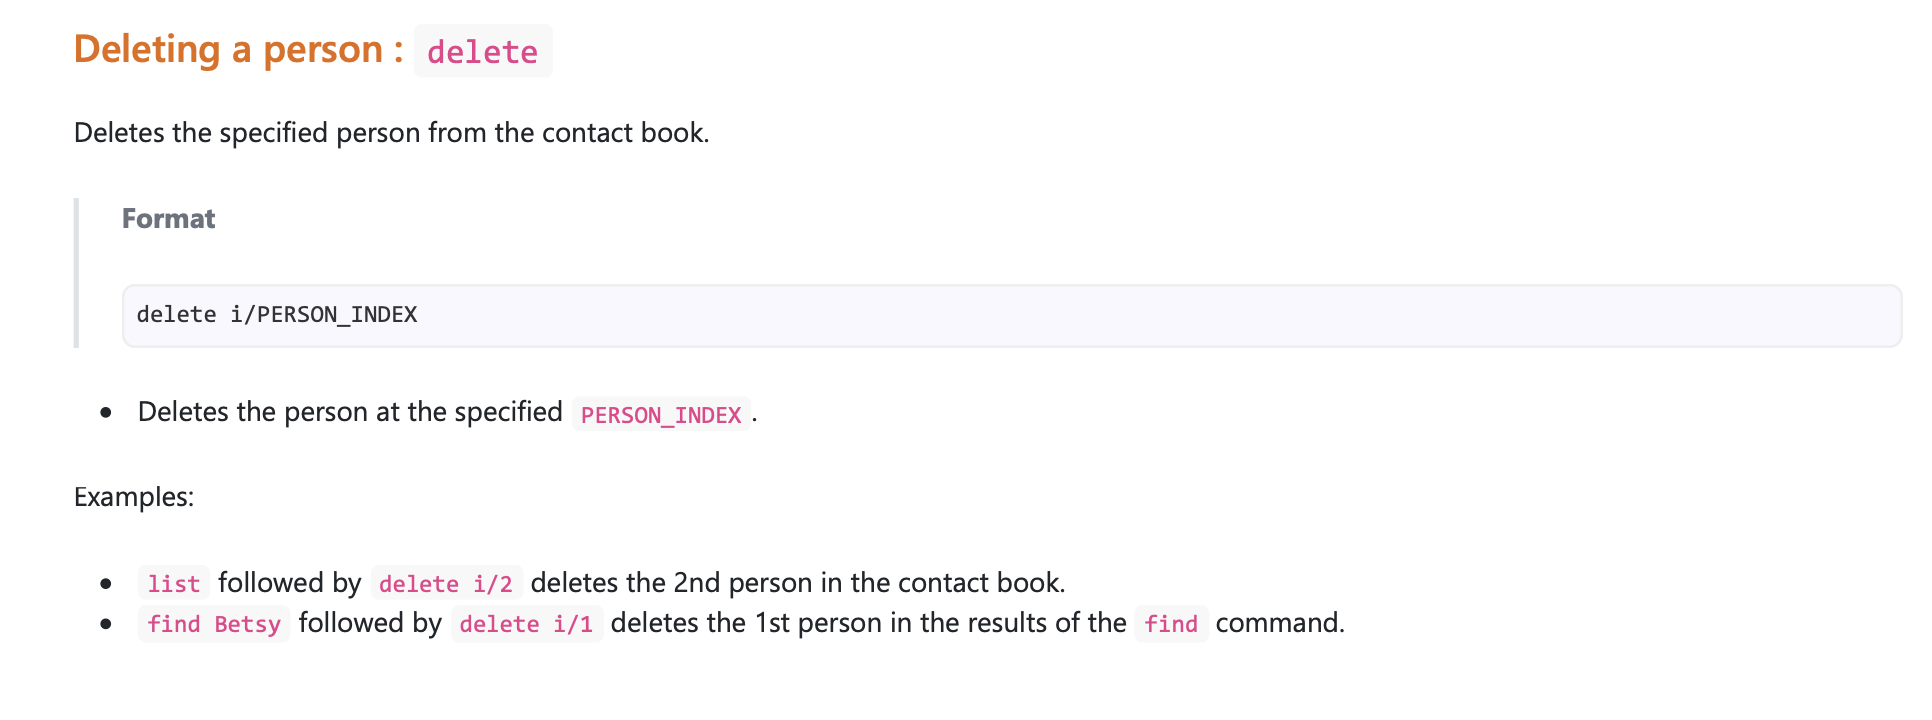 Deleting a person : delete
Deletes the specified person from the contact book.
Format
delete i/PERSON_INDEX
• Deletes the person at the specified PERSON_INDEX.
Examples:
• list followed by delete i/2 deletes the 2nd person in the contact book.
• find Betsy followed by delete i/1 deletes the 1st person in the results of the find command.